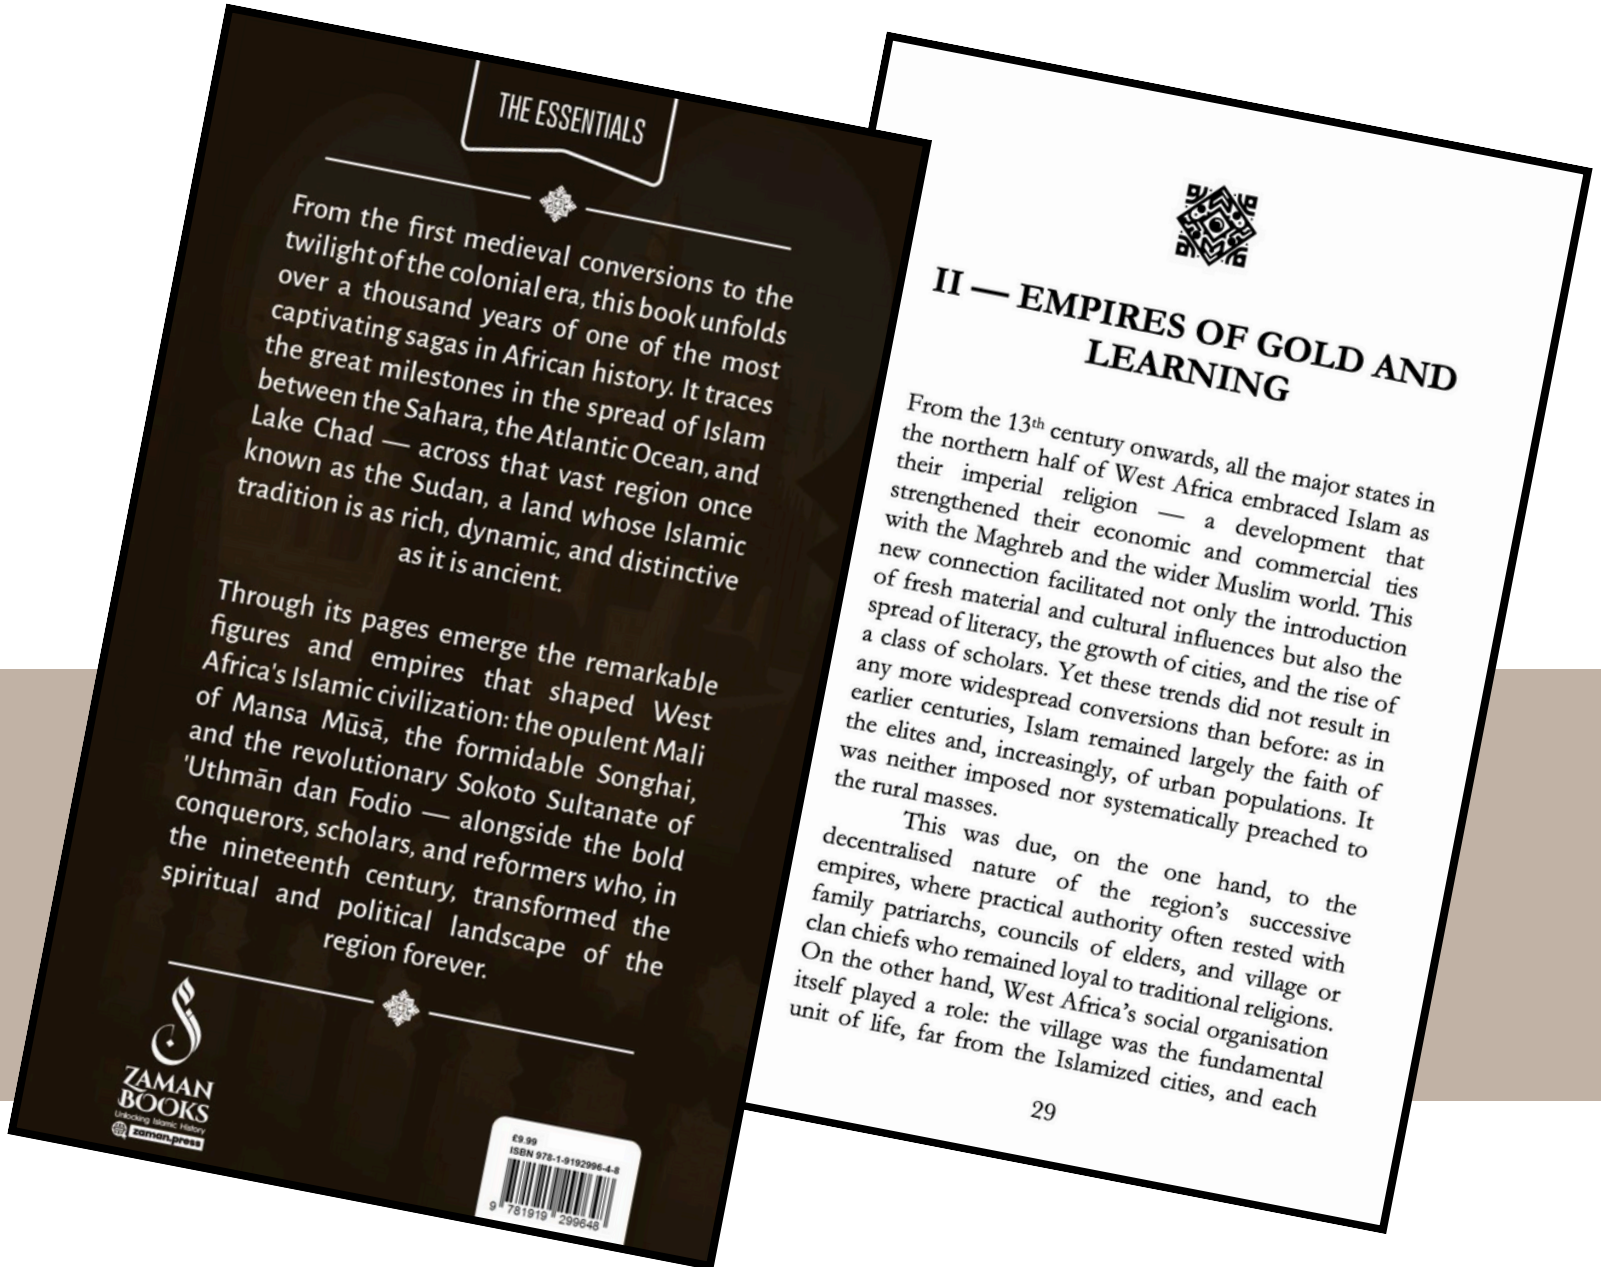 THE ESSENTIALS
From the first medieval conversions to the
twilight of the colonial era, this book unfolds
over a thousand years of one of the most
captivating sagas in African history. It traces
the great milestones in the spread of Islam
between the Sahara, the Atlantic Ocean, and
Lake Chad — across that vast region once
known as the Sudan, a land whose Islamic
tradition is as rich, dynamic, and distinctive
as it is ancient.
Through its pages emerge the remarkable
figures and empires that shaped West
Africa's Islamic civilization: the opulent Mali
of Mansa Mūsā, the formidable Songhai,
and the revolutionary Sokoto Sultanate of
'Uthmān dan Fodio — alongside the bold
conquerors, scholars, and reformers who, in
the nineteenth century, transformed the
spiritual and political landscape of the
region forever.
ZAMAN
BOOKS
Unlocking Islamic History
zaman.press
£9.99
ISBN 978-1-9192996-4-8
9 781919 299648
II — EMPIRES OF GOLD AND
LEARNING
From the 13th century onwards, all the major states in
the northern half of West Africa embraced Islam as
their imperial religion — a development that
strengthened their economic and commercial ties
with the Maghreb and the wider Muslim world. This
new connection facilitated not only the introduction
of fresh material and cultural influences but also the
spread of literacy, the growth of cities, and the rise of
a class of scholars. Yet these trends did not result in
any more widespread conversions than before: as in
earlier centuries, Islam remained largely the faith of
the elites and, increasingly, of urban populations. It
was neither imposed nor systematically preached to
the rural masses.
This was due, on the one hand, to the
decentralised nature of the region’s successive
empires, where practical authority often rested with
family patriarchs, councils of elders, and village or
clan chiefs who remained loyal to traditional religions.
On the other hand, West Africa’s social organisation
itself played a role: the village was the fundamental
unit of life, far from the Islamized cities, and each
29